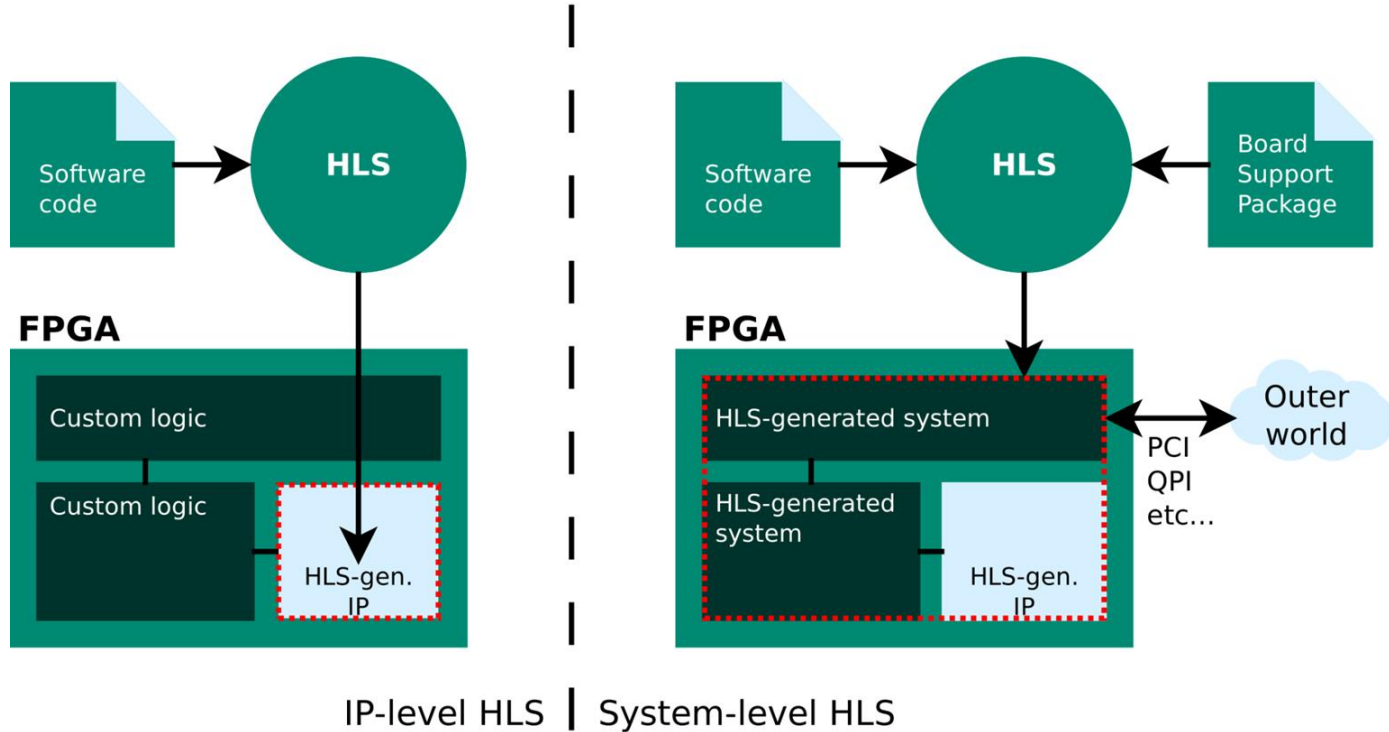 Software
code
HLS
FPGA
Custom logic
Custom logic
HLS-gen.
IP
IP-level HLS
Software
code
HLS
Board
Support
Package
FPGA
HLS-generated system
HLS-generated
system
HLS-gen.
IP
Outer
world
PCI
QPI
etc...
System-level HLS